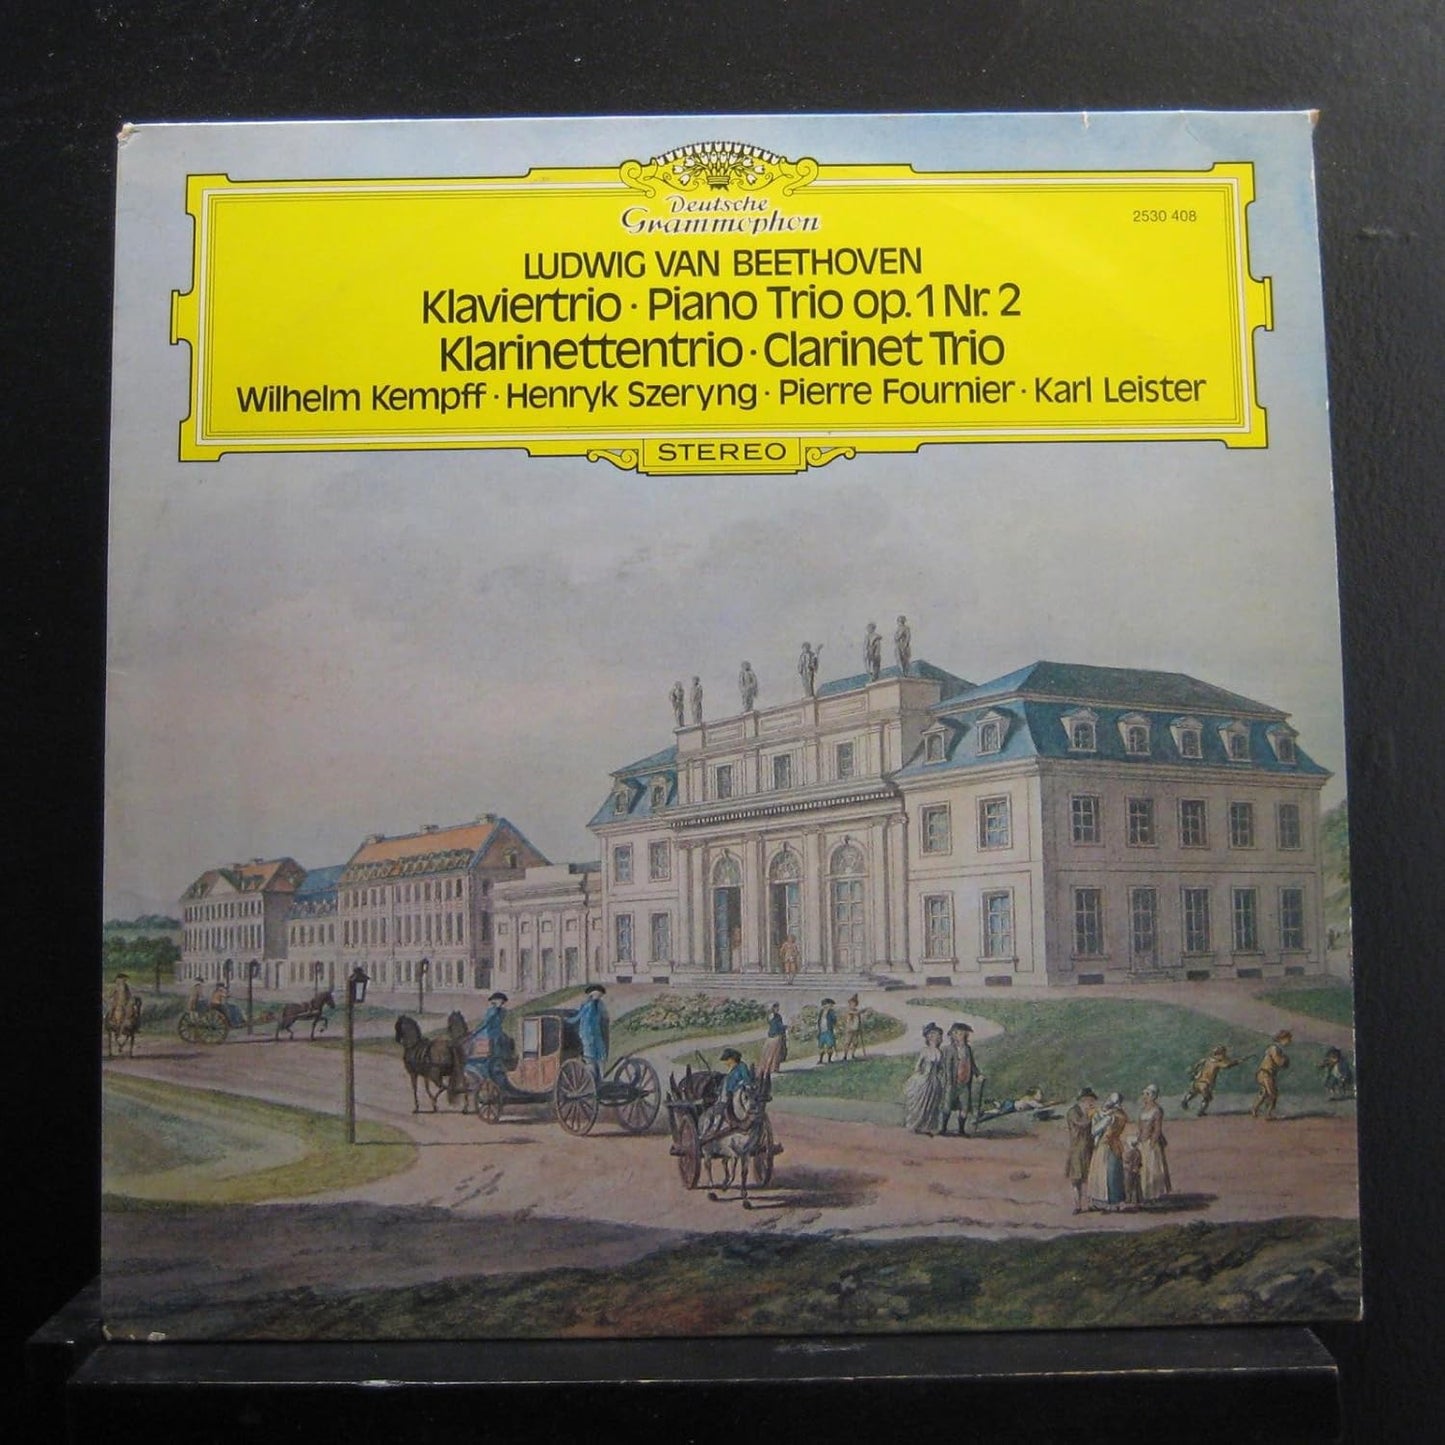 Deutsche
Grammophon
2530 408
LUDWIG VAN BEETHOVEN
Klaviertrio · Piano Trio op. 1 Nr. 2
Klarinettentrio · Clarinet Trio
Wilhelm Kempff · Henryk Szeryng · Pierre Fournier · Karl Leister
STEREO